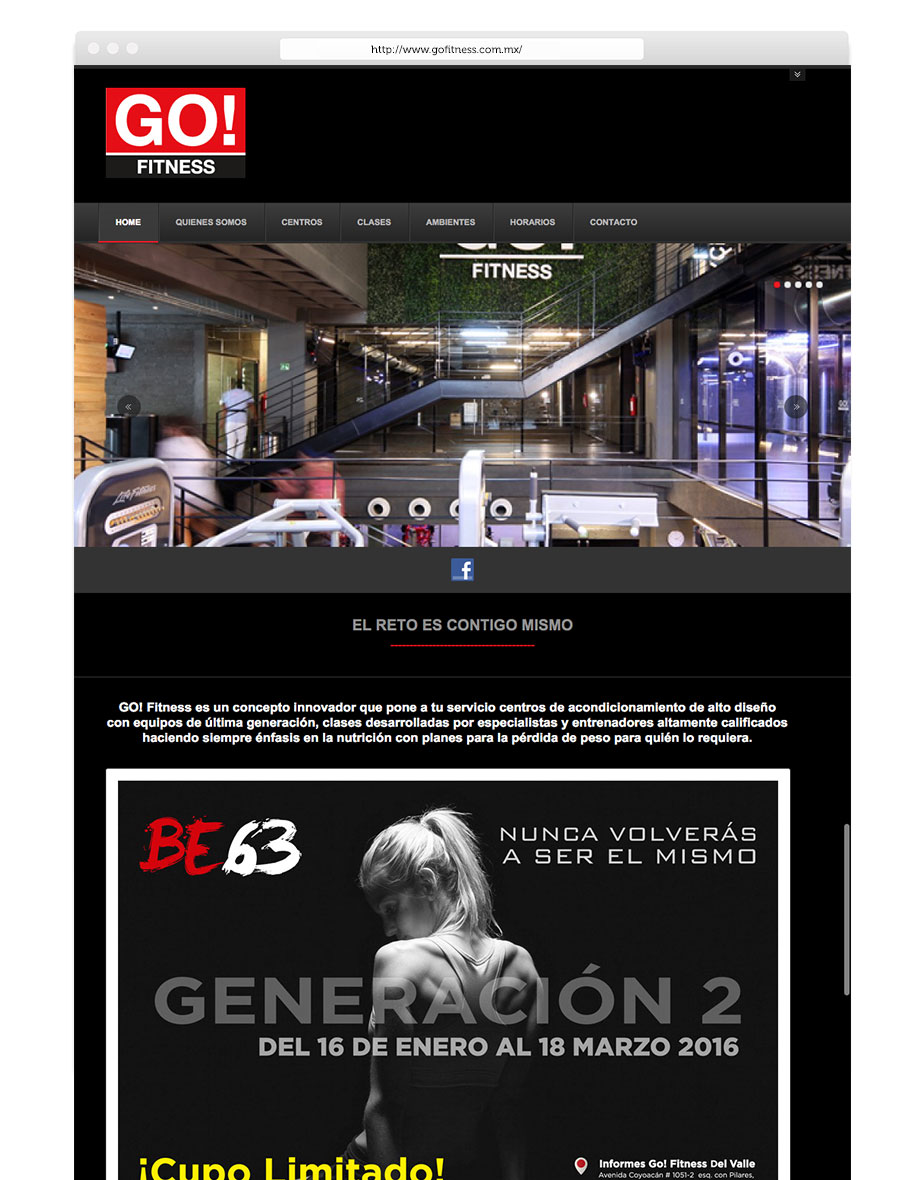 http://www.gofitness.com.mx/
GO!
FITNESS
HOME QUIENES SOMOS CENTROS CLASES AMBIENTES HORARIOS CONTACTO
GO!
FITNESS
FITNESS
GO!
Life Fitness
f
EL RETO ES CONTIGO MISMO
GO! Fitness es un concepto innovador que pone a tu servicio centros de acondicionamiento de alto diseño
con equipos de última generación, clases desarrolladas por especialistas y entrenadores altamente calificados
haciendo siempre énfasis en la nutrición con planes para la pérdida de peso para quién lo requiera.
BE63
NUNCA VOLVERÁS
A SER EL MISMO
GENERACIÓN 2
DEL 16 DE ENERO AL 18 MARZO 2016
¡Cupo Limitado!
Informes Go! Fitness Del Valle
Avenida Coyoacán # 1051-2 esq. con Pilares,